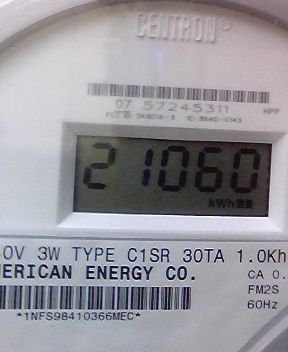 CENTRON®
07 57245311
21060
kWh
0V 3W TYPE C1SR 30TA 1.0Kh
MERICAN ENERGY CO.
CA 0.
FM2S
60Hz
*1NFS98410366MEC*